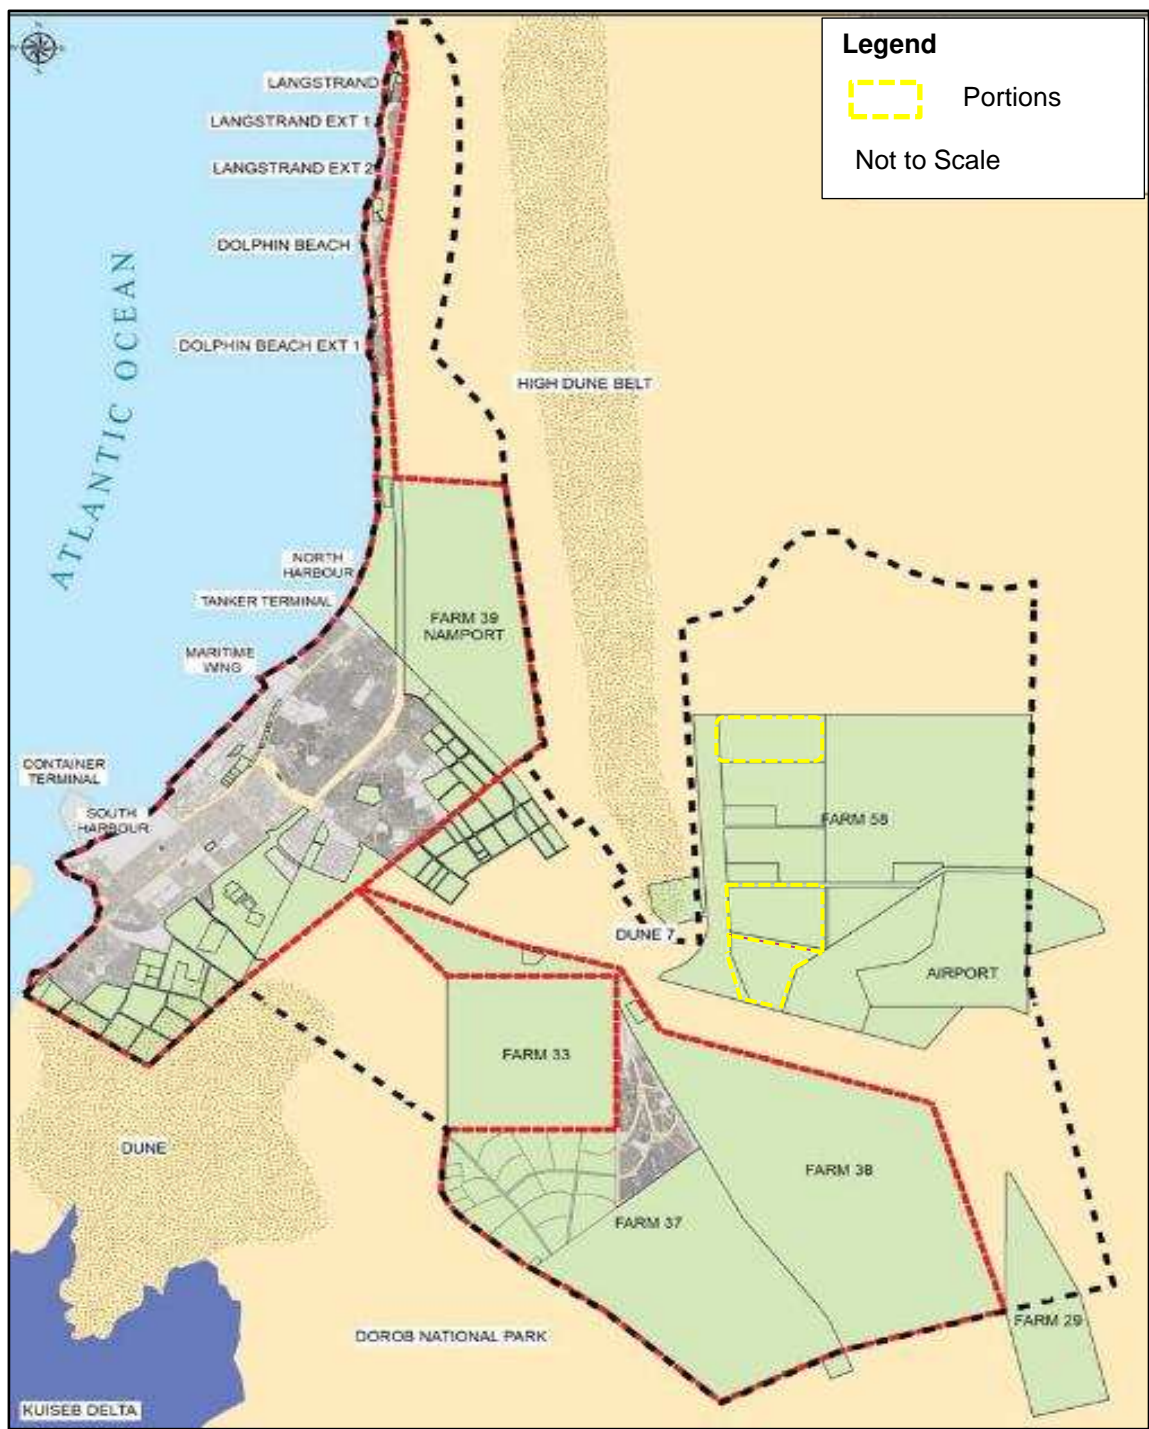 Legend
Portions
Not to Scale
LANGSTRAND
LANGSTRAND EXT 1
LANGSTRAND EXT 2
DOLPHIN BEACH
DOLPHIN BEACH EXT 1
ATLANTIC OCEAN
HIGH DUNE BELT
NORTH
HARBOUR
TANKER TERMINAL
FARM 39
NAMPORT
MARITIME
WING
CONTAINER
TERMINAL
SOUTH
HARBOUR
FARM 58
DUNE 7
AIRPORT
FARM 33
DUNE
FARM 38
FARM 37
FARM 29
DOROB NATIONAL PARK
KUISEB DELTA